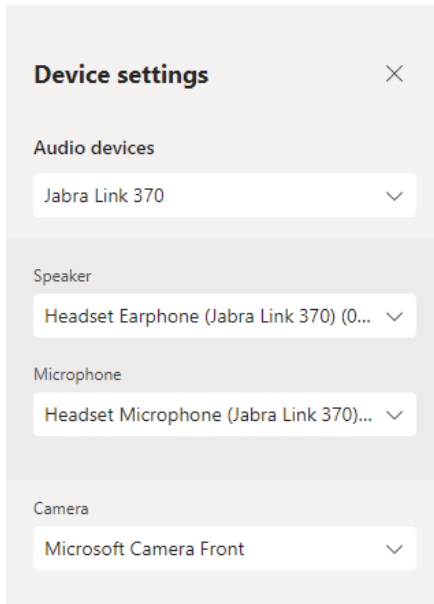 Device settings
Audio devices
Jabra Link 370
Speaker
Headset Earphone (Jabra Link 370) (0...
Microphone
Headset Microphone (Jabra Link 370)...
Camera
Microsoft Camera Front